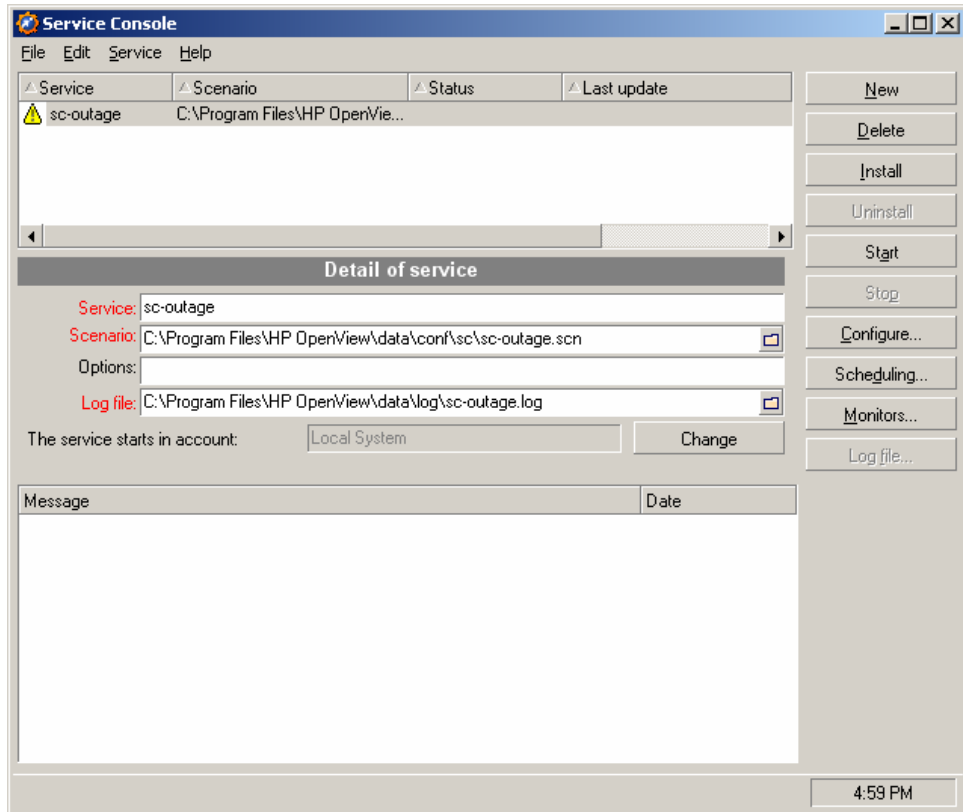 Service Console
File Edit Service Help
Service Scenario Status Last update
sc-outage C:\Program Files\HP OpenVie...
New
Delete
Install
Uninstall
Start
Stop
Configure...
Scheduling...
Monitors...
Log file...
Detail of service
Service: sc-outage
Scenario: C:\Program Files\HP OpenView\data\conf\sc\sc-outage.scn
Options:
Log file: C:\Program Files\HP OpenView\data\log\sc-outage.log
The service starts in account: Local System Change
Message Date
4:59 PM